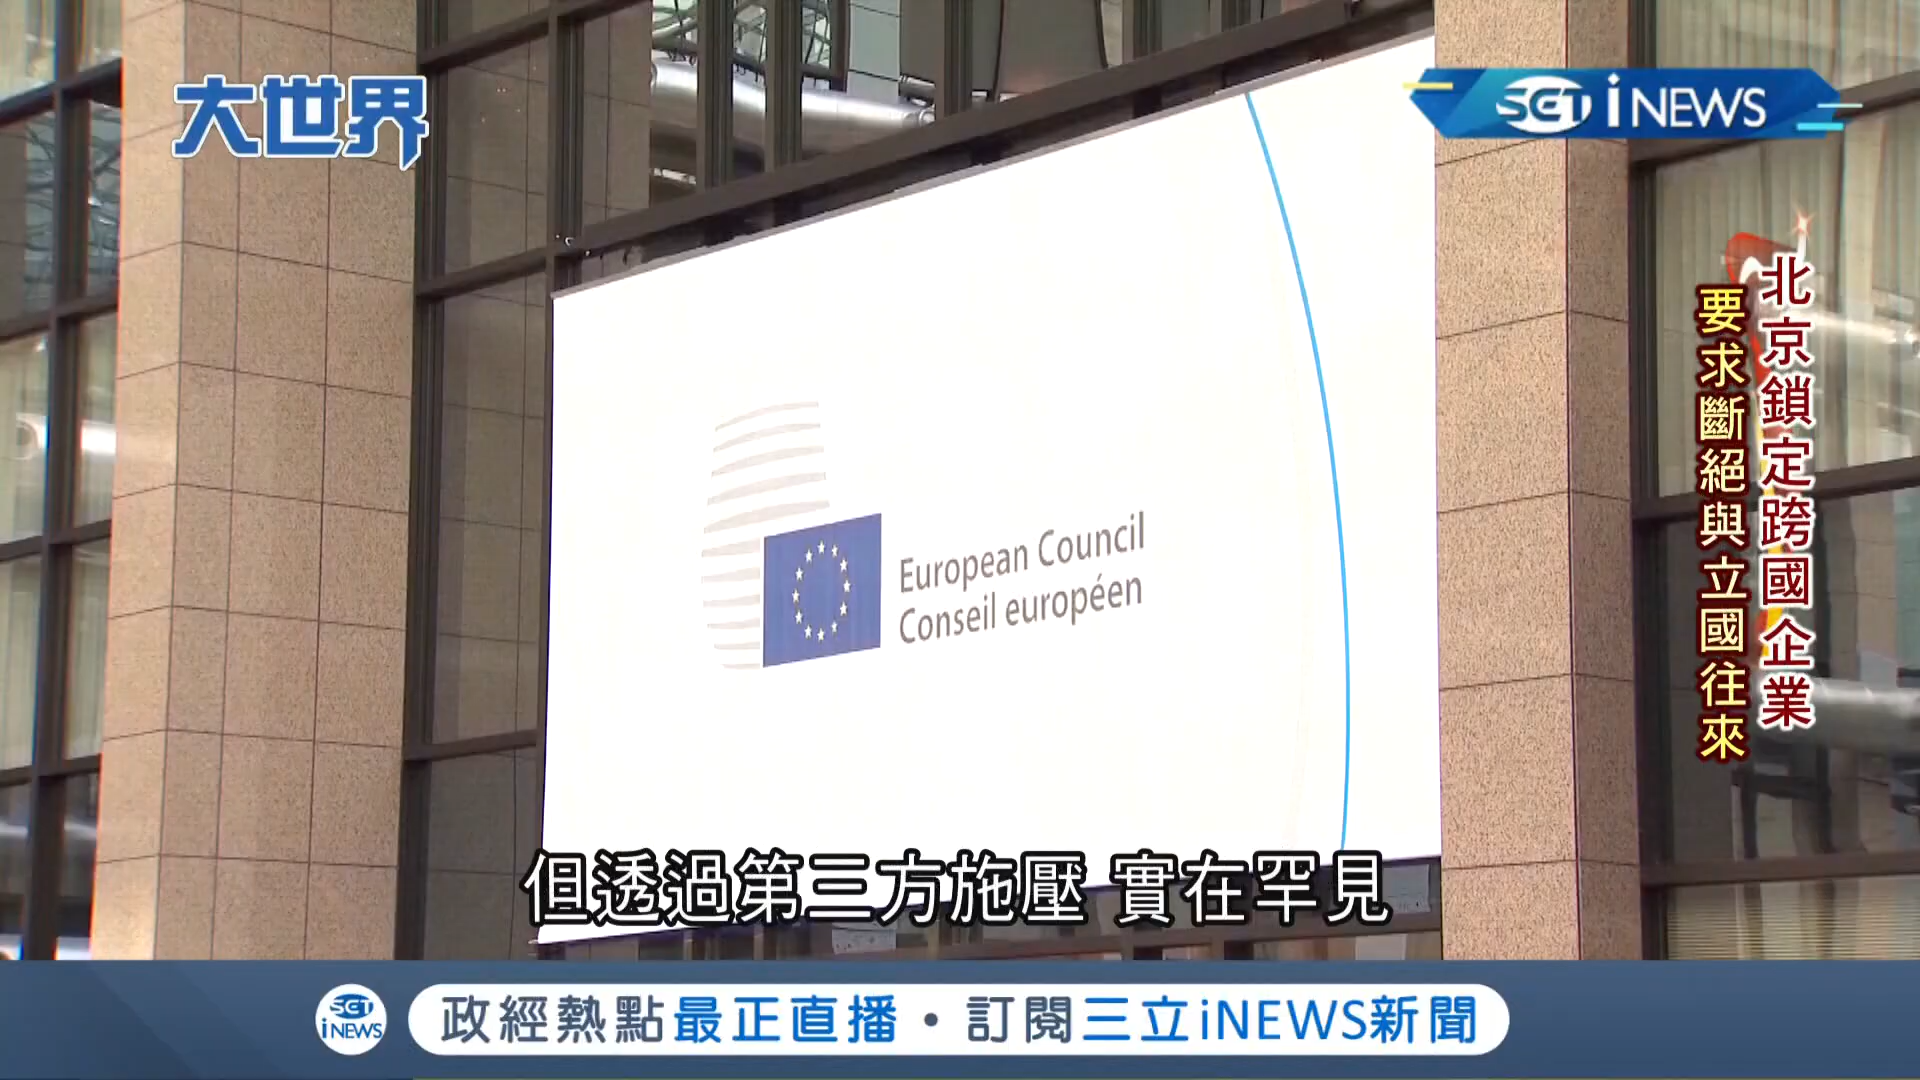 大世界
SET iNEWS
北京鎖定跨國企業
要求斷絕與立國往來
European Council
Conseil européen
但透過第三方施壓 實在罕見
SET iNEWS
政經熱點最正直播・訂閱三立iNEWS新聞